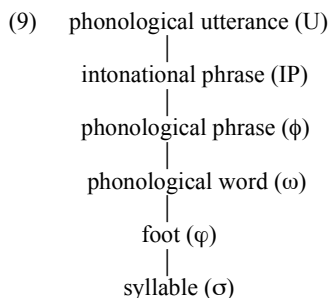 (9) phonological utterance (U)
intonational phrase (IP)
phonological phrase (ϕ)
phonological word (ω)
foot (φ)
syllable (σ)